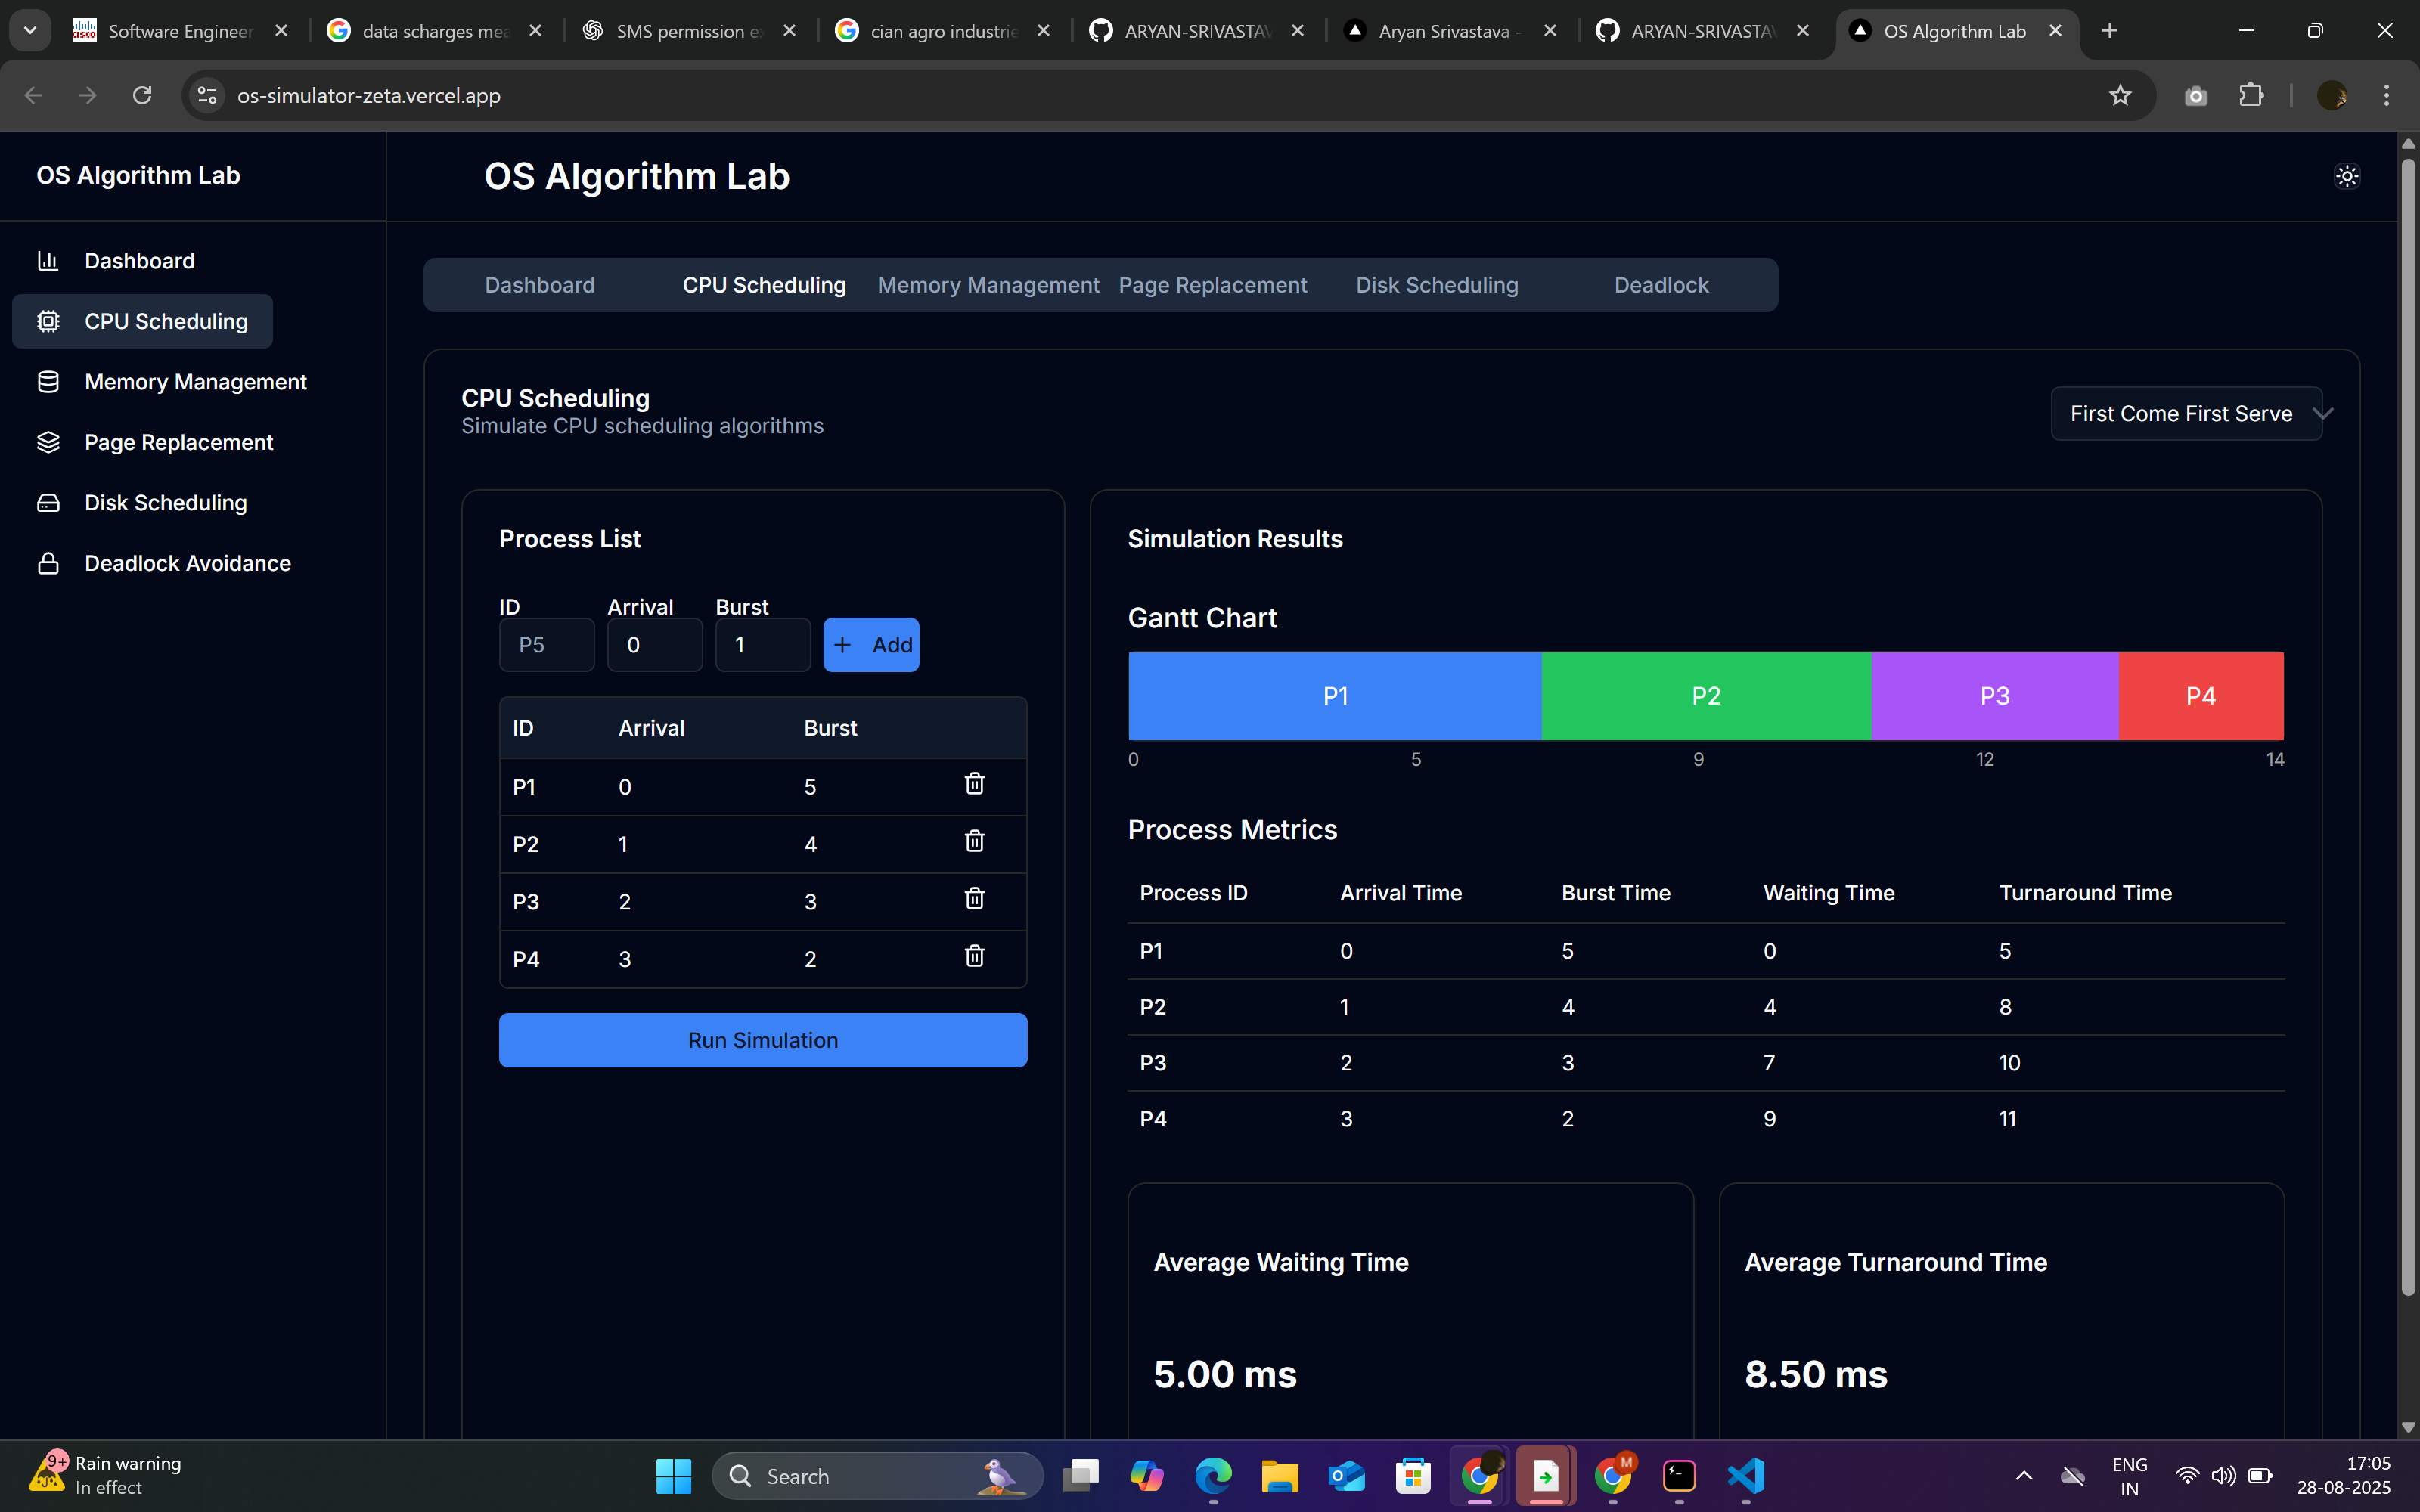 Software Engineer
data scharges mea
SMS permission e
cian agro industrie
ARYAN-SRIVASTAV
Aryan Srivastava -
ARYAN-SRIVASTAV
OS Algorithm Lab
os-simulator-zeta.vercel.app
OS Algorithm Lab
OS Algorithm Lab
Dashboard
CPU Scheduling
Memory Management
Page Replacement
Disk Scheduling
Deadlock Avoidance
Dashboard CPU Scheduling Memory Management Page Replacement Disk Scheduling Deadlock
CPU Scheduling
Simulate CPU scheduling algorithms
First Come First Serve
Process List
ID Arrival Burst
P5 0 1 + Add
ID Arrival Burst
P1 0 5
P2 1 4
P3 2 3
P4 3 2
Run Simulation
Simulation Results
Gantt Chart
P1 P2 P3 P4
0 5 9 12 14
Process Metrics
Process ID Arrival Time Burst Time Waiting Time Turnaround Time
P1 0 5 0 5
P2 1 4 4 8
P3 2 3 7 10
P4 3 2 9 11
Average Waiting Time
5.00 ms
Average Turnaround Time
8.50 ms
9+
Rain warning
In effect
Search
M
ENG
IN
17:05
28-08-2025